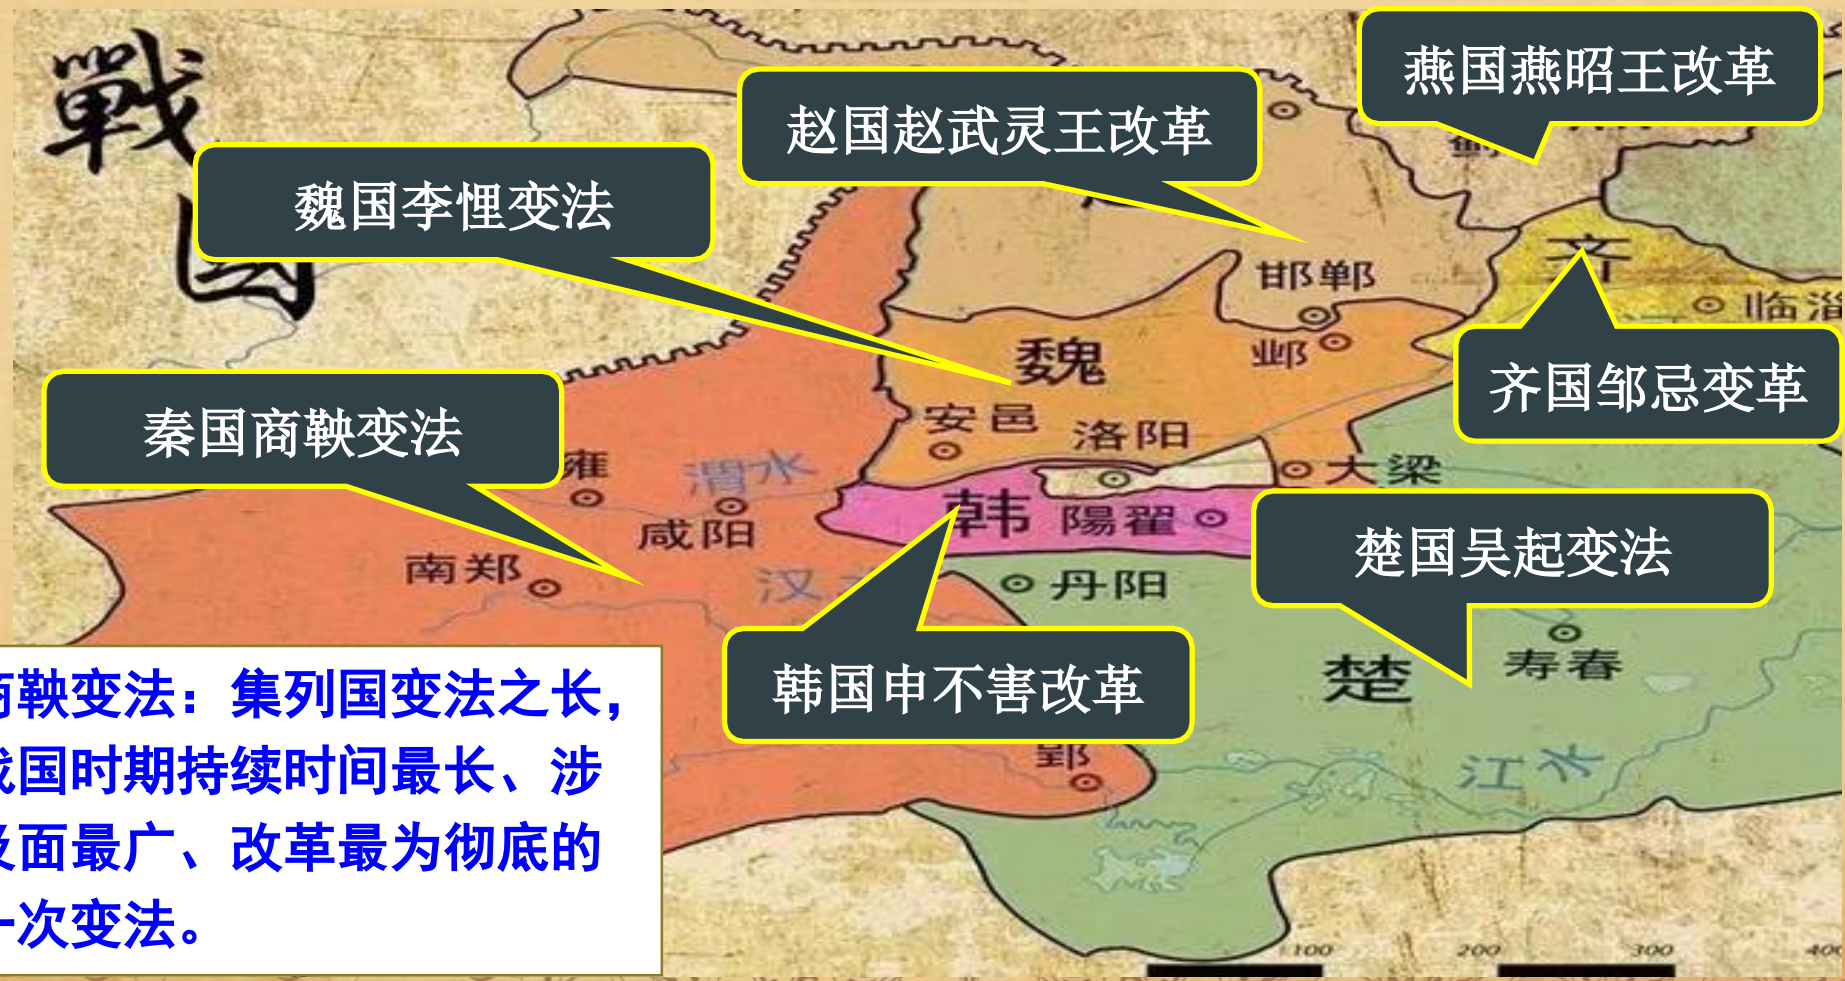 戰
國
燕国燕昭王改革
赵国赵武灵王改革
魏国李悝变法
邯郸
齐
临淄
魏
邺
齐国邹忌变革
秦国商鞅变法
安邑
洛阳
雍
渭水
大梁
韩
陽翟
咸阳
楚国吴起变法
南郑
汉
丹阳
韩国申不害改革
楚
寿春
郢
江水
商鞅变法：集列国变法之长，
战国时期持续时间最长、涉
及面最广、改革最为彻底的
一次变法。
100
200
300
400